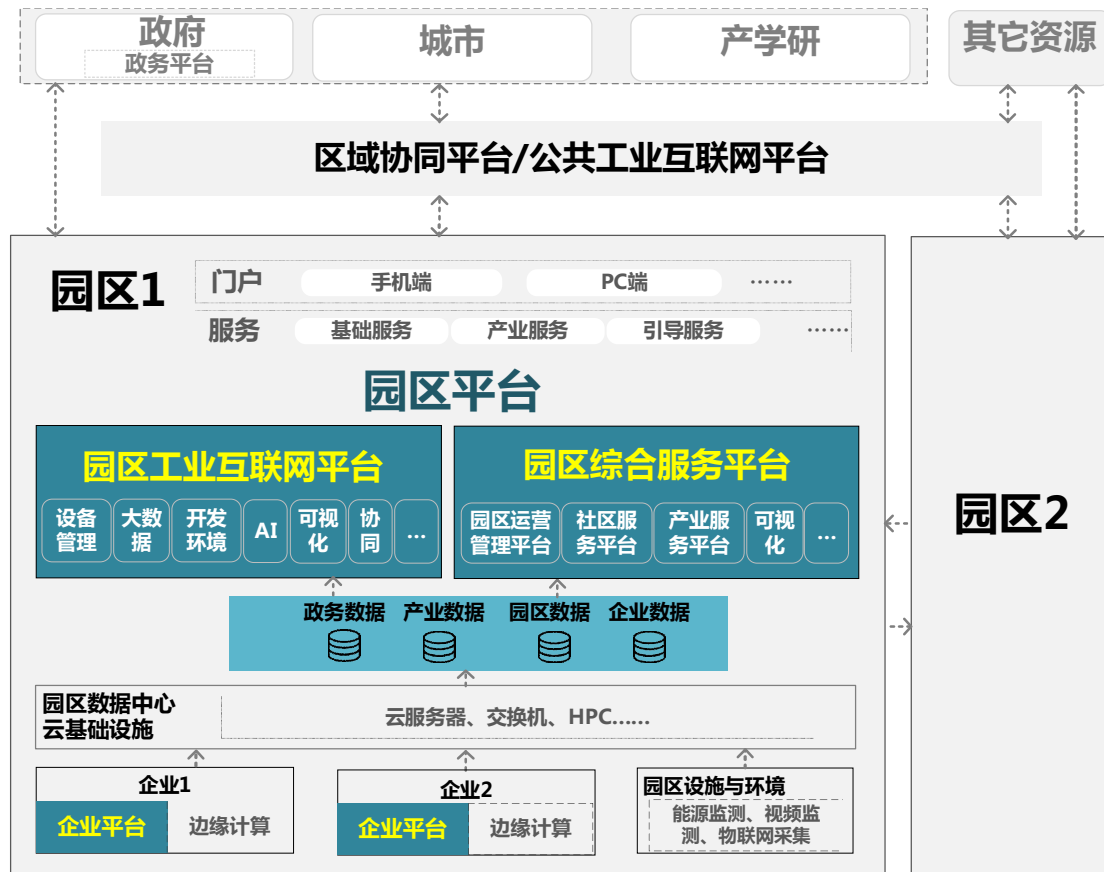 政府
政务平台
城市
产学研
其它资源
区域协同平台/公共工业互联网平台
园区1
门户
手机端
PC端
……
服务
基础服务
产业服务
引导服务
……
园区平台
园区工业互联网平台
设备
管理
大数
据
开发
环境
AI
可视
化
协
同
...
园区综合服务平台
园区运营
管理平台
社区服
务平台
产业服
务平台
可视
化
...
园区2
政务数据
产业数据
园区数据
企业数据
园区数据中心
云基础设施
云服务器、交换机、HPC……
企业1
企业平台
边缘计算
企业2
企业平台
边缘计算
园区设施与环境
能源监测、视频监
测、物联网采集